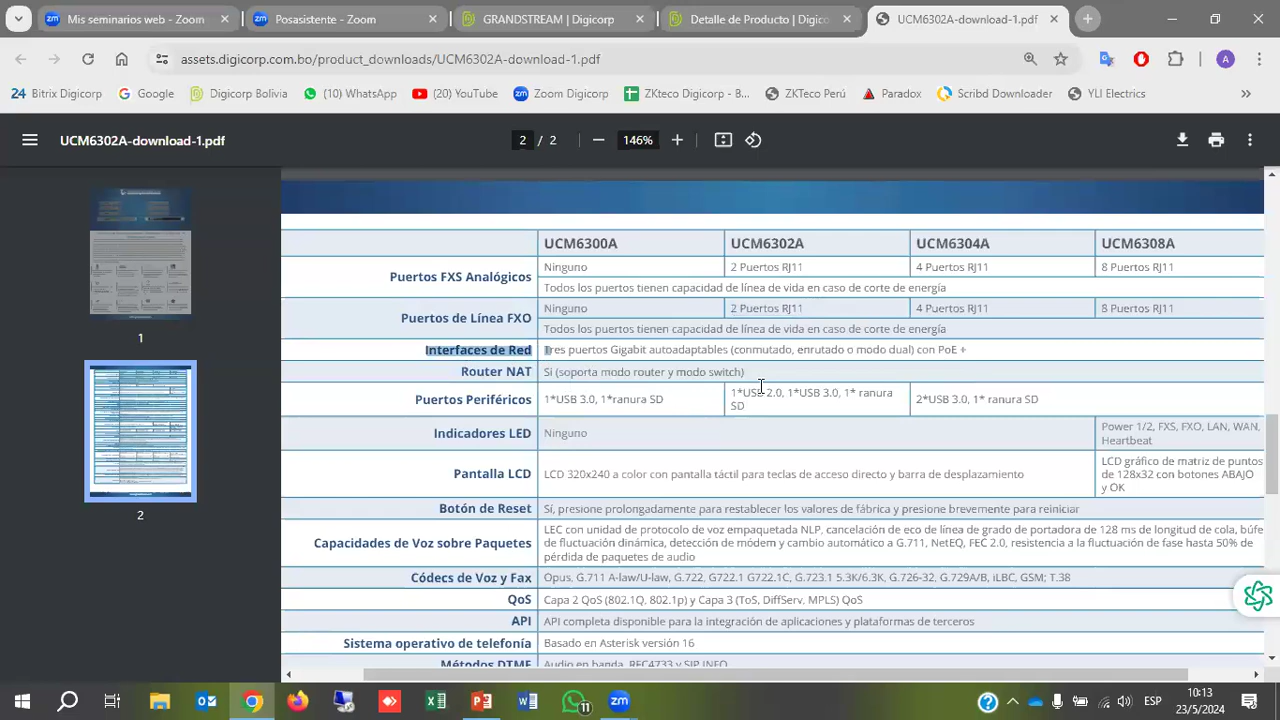 Mis seminarios web - Zoom
Posasistente - Zoom
GRANDSTREAM | Digicorp
Detalle de Producto | Digico
UCM6302A-download-1.pdf
assets.digicorp.com.bo/product_downloads/UCM6302A-download-1.pdf
A
24 Bitrix Digicorp
Google
Digicorp Bolivia
(10) WhatsApp
(20) YouTube
Zoom Digicorp
ZKteco Digicorp - B...
ZKTeco Perú
Paradox
Scribd Downloader
YLI Electrics
UCM6302A-download-1.pdf
2 / 2
146%
1
2
UCM6300A UCM6302A UCM6304A UCM6308A
Puertos FXS Analógicos
Ninguno 2 Puertos RJ11 4 Puertos RJ11 8 Puertos RJ11
Todos los puertos tienen capacidad de línea de vida en caso de corte de energía
Puertos de Línea FXO
Ninguno 2 Puertos RJ11 4 Puertos RJ11 8 Puertos RJ11
Todos los puertos tienen capacidad de línea de vida en caso de corte de energía
Interfaces de Red Tres puertos Gigabit autoadaptables (conmutado, enrutado o modo dual) con PoE +
Router NAT Si (soporta modo router y modo switch)
Puertos Periféricos 1*USB 3.0, 1*ranura SD
1*USB 2.0, 1*USB 3.0, 1* ranura
SD
2*USB 3.0, 1* ranura SD
Indicadores LED Ninguno
Power 1/2, FXS, FXO, LAN, WAN,
Heartbeat
Pantalla LCD LCD 320x240 a color con pantalla táctil para teclas de acceso directo y barra de desplazamiento
LCD gráfico de matriz de puntos
de 128x32 con botones ABAJO
y OK
Botón de Reset Sí, presione prolongadamente para restablecer los valores de fábrica y presione brevemente para reiniciar
Capacidades de Voz sobre Paquetes
LEC con unidad de protocolo de voz empaquetada NLP, cancelación de eco de línea de grado de portadora de 128 ms de longitud de cola, búfe
de fluctuación dinámica, detección de módem y cambio automático a G.711, NetEQ, FEC 2.0, resistencia a la fluctuación de fase hasta 50% de
pérdida de paquetes de audio
Códecs de Voz y Fax Opus, G.711 A-law/U-law, G.722, G722.1 G722.1C, G.723.1 5.3K/6.3K, G.726-32, G.729A/B, iLBC, GSM; T.38
QoS Capa 2 QoS (802.1Q, 802.1p) y Capa 3 (ToS, DiffServ, MPLS) QoS
API API completa disponible para la integración de aplicaciones y plataformas de terceros
Sistema operativo de telefonía Basado en Asterisk versión 16
Métodos DTMF Audio en banda, RFC4733 y SIP INFO
11
ESP
10:13
23/5/2024